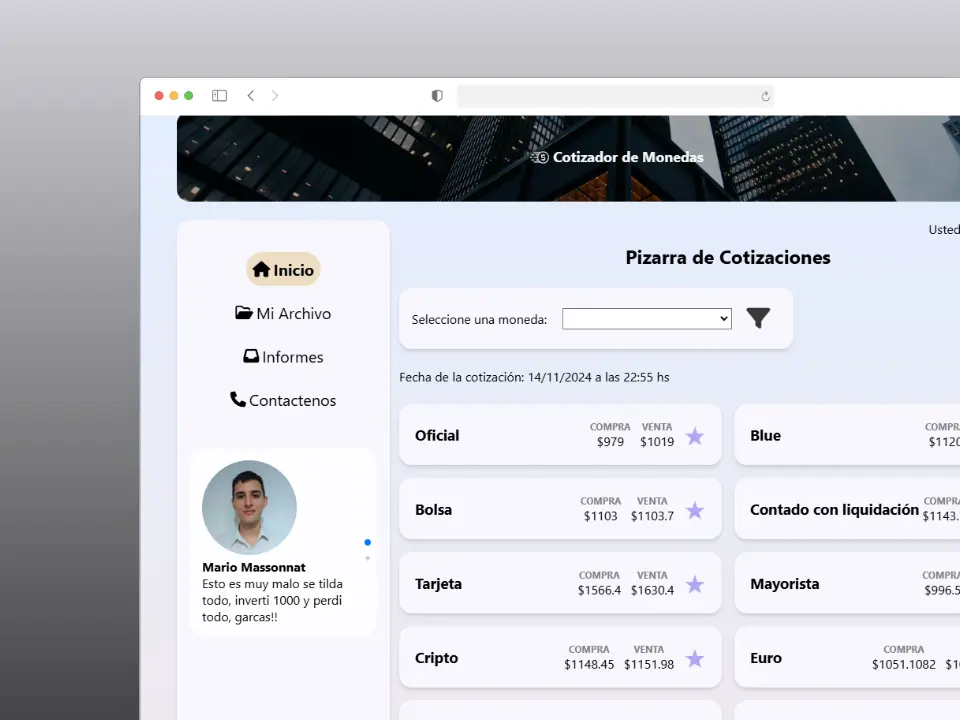 Cotizador de Monedas
Usted
Inicio
Mi Archivo
Informes
Contactenos
Mario Massonnat
Esto es muy malo se tilda
todo, inverti 1000 y perdi
todo, garcas!!
Pizarra de Cotizaciones
Seleccione una moneda:
Fecha de la cotización: 14/11/2024 a las 22:55 hs
Oficial COMPRA VENTA
$979 $1019
Blue COMPRA
$1120
Bolsa COMPRA VENTA
$1103 $1103.7
Contado con liquidación COMPRA
$1143.
Tarjeta COMPRA VENTA
$1566.4 $1630.4
Mayorista COMPRA
$996.5
Cripto COMPRA VENTA
$1148.45 $1151.98
Euro COMPRA
$1051.1082